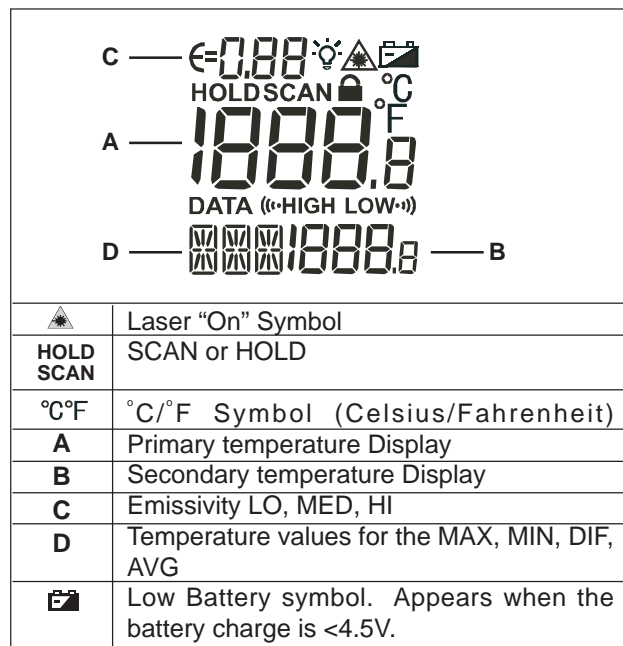 C €=0.88
HOLD SCAN °C
°F
A 1888.8
DATA ((·HIGH LOW·))
D 1888.8 B
Laser “On” Symbol
HOLD SCAN or HOLD
SCAN
°C°F °C/°F Symbol (Celsius/Fahrenheit)
A Primary temperature Display
B Secondary temperature Display
C Emissivity LO, MED, HI
D Temperature values for the MAX, MIN, DIF,
AVG
Low Battery symbol. Appears when the
battery charge is <4.5V.